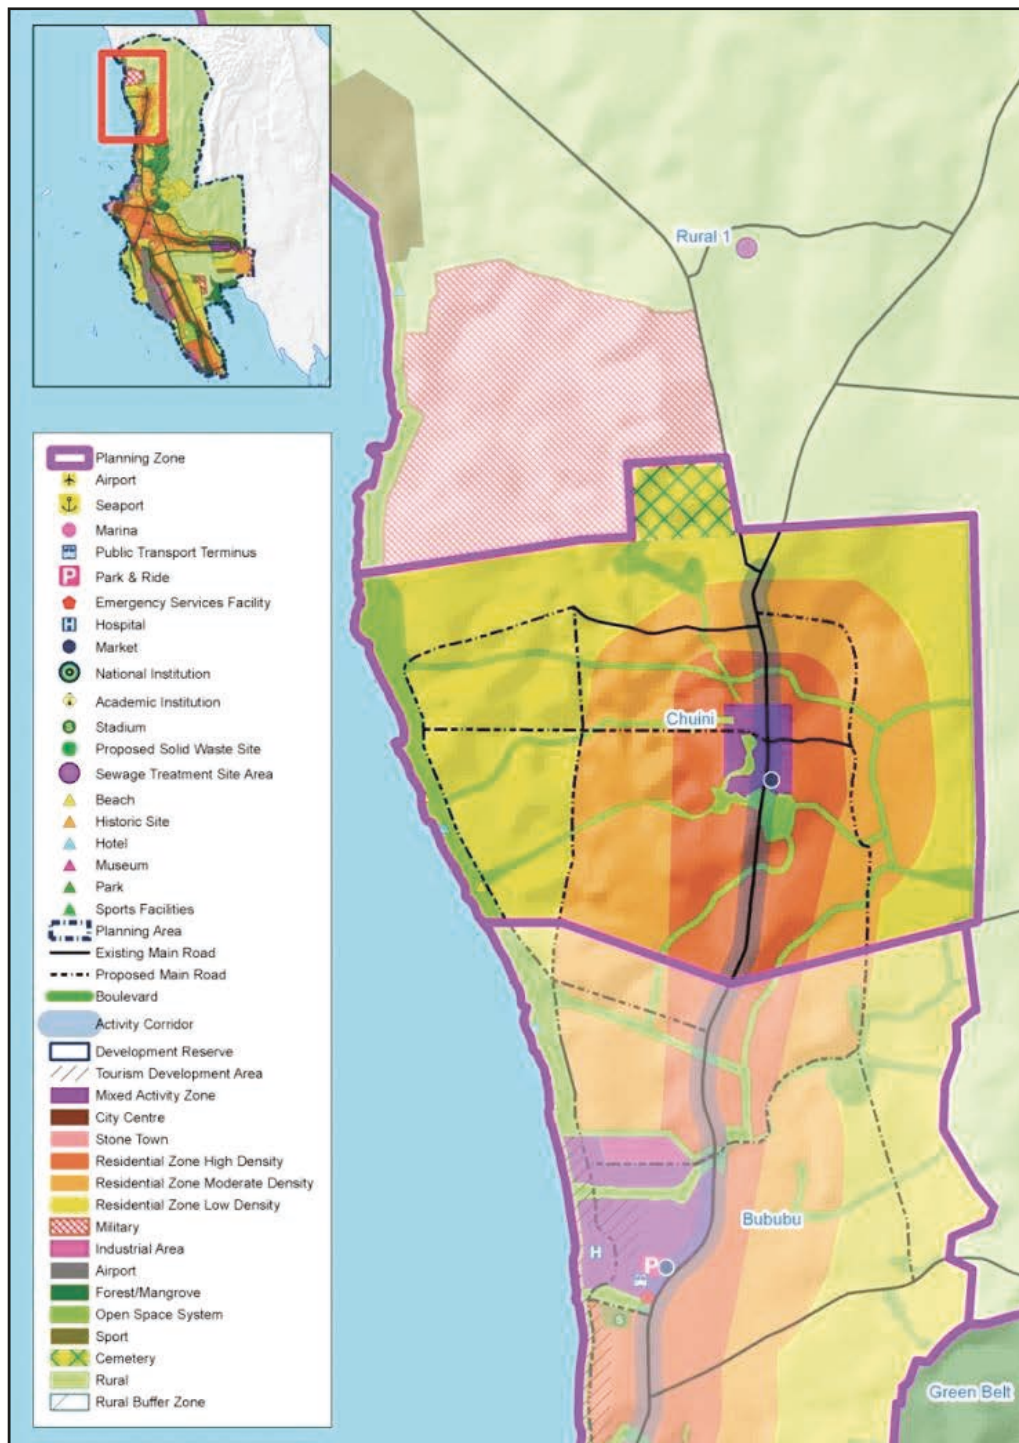 Rural 1
Planning Zone
Airport
Seaport
Marina
Public Transport Terminus
P Park & Ride
Emergency Services Facility
H Hospital
Market
National Institution
Academic Institution
S Stadium
Proposed Solid Waste Site
Sewage Treatment Site Area
Beach
Historic Site
Hotel
Museum
Park
Sports Facilities
Planning Area
Existing Main Road
Proposed Main Road
Boulevard
Activity Corridor
Development Reserve
Tourism Development Area
Mixed Activity Zone
City Centre
Stone Town
Residential Zone High Density
Residential Zone Moderate Density
Residential Zone Low Density
Military
Industrial Area
Airport
Forest/Mangrove
Open Space System
Sport
Cemetery
Rural
Rural Buffer Zone
Chuini
Bububu
H
P
S
Green Belt